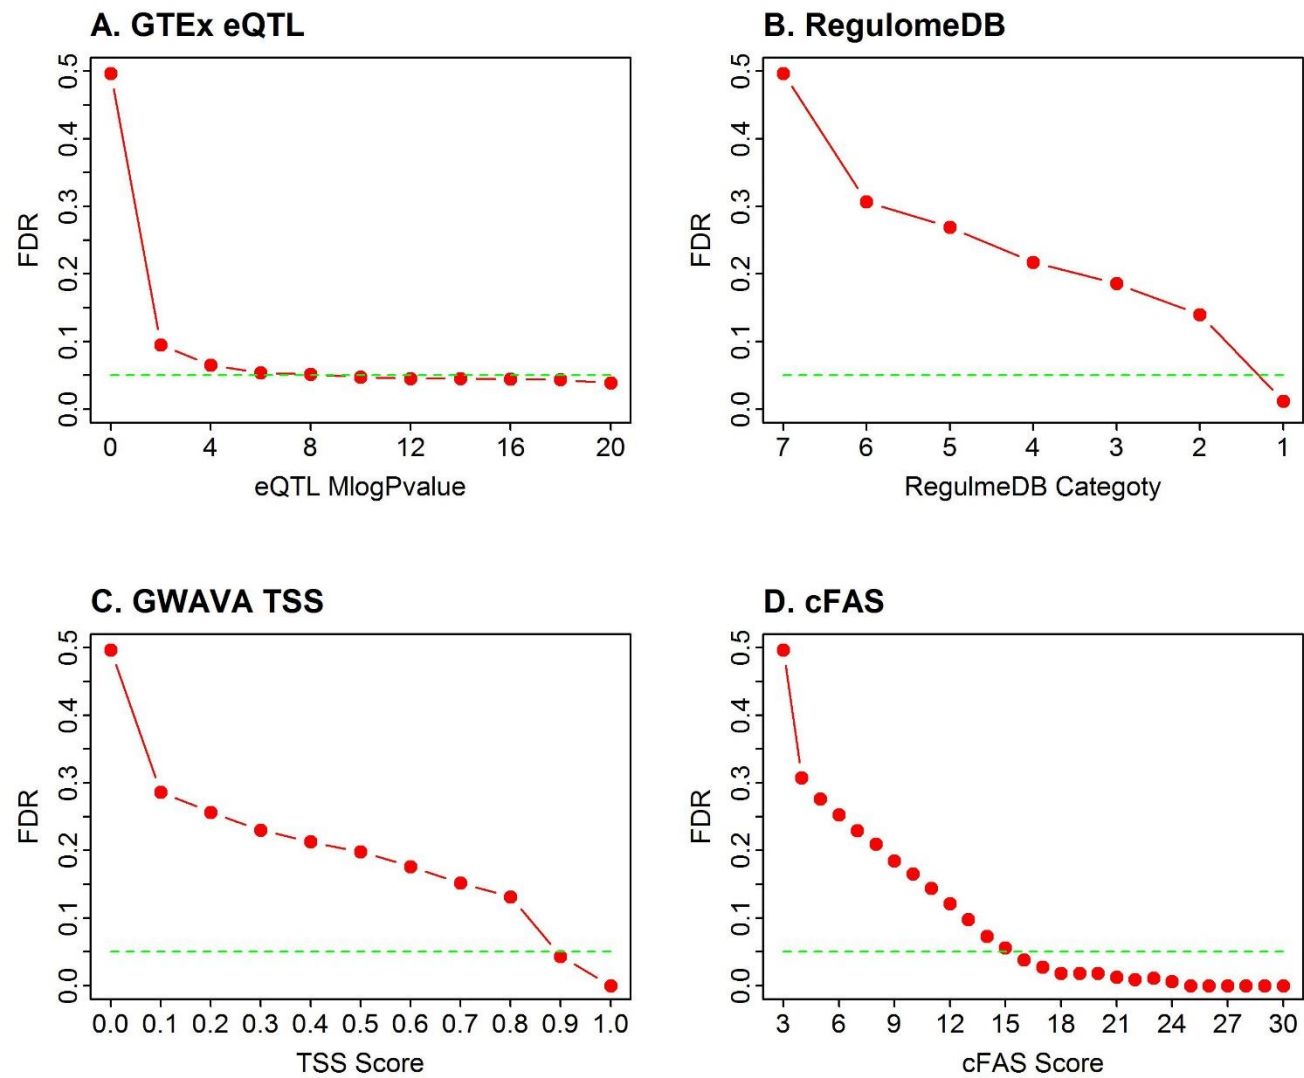 A. GTEx eQTL
FDR
0.0 0.1 0.2 0.3 0.4 0.5
0 4 8 12 16 20
eQTL MlogPvalue
B. RegulomeDB
FDR
0.0 0.1 0.2 0.3 0.4 0.5
7 6 5 4 3 2 1
RegulmeDB Categoty
C. GWAVA TSS
FDR
0.0 0.1 0.2 0.3 0.4 0.5
0.0 0.1 0.2 0.3 0.4 0.5 0.6 0.7 0.8 0.9 1.0
TSS Score
D. cFAS
FDR
0.0 0.1 0.2 0.3 0.4 0.5
3 6 9 12 15 18 21 24 27 30
cFAS Score